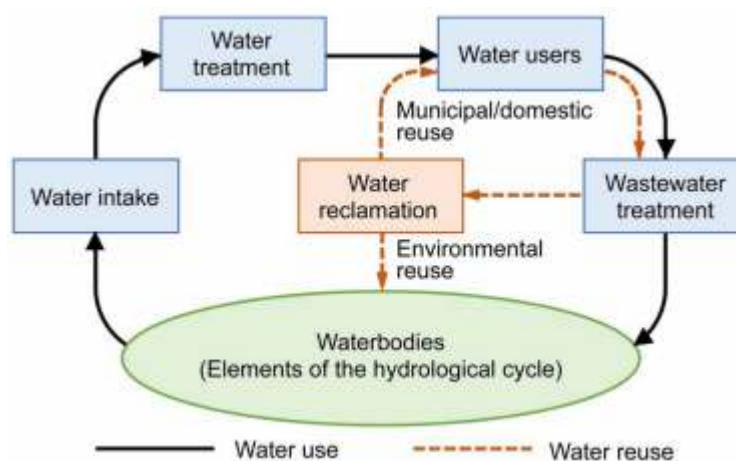 Water
treatment
Water users
Municipal/domestic
reuse
Water intake
Water
reclamation
Wastewater
treatment
Environmental
reuse
Waterbodies
(Elements of the hydrological cycle)
Water use
Water reuse